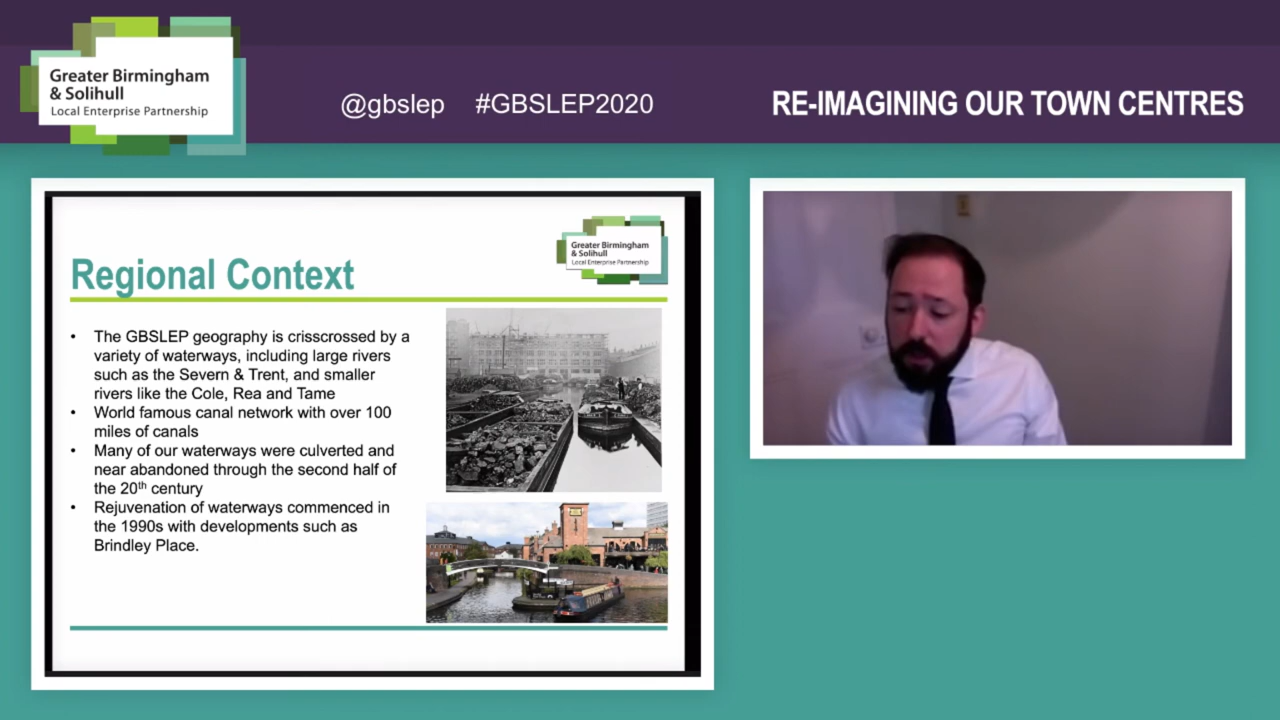 Greater Birmingham
& Solihull
Local Enterprise Partnership
@gbslep #GBSLEP2020
RE-IMAGINING OUR TOWN CENTRES
Greater Birmingham
& Solihull
Local Enterprise Partnership
Regional Context
• The GBSLEP geography is crisscrossed by a
variety of waterways, including large rivers
such as the Severn & Trent, and smaller
rivers like the Cole, Rea and Tame
• World famous canal network with over 100
miles of canals
• Many of our waterways were culverted and
near abandoned through the second half of
the 20th century
• Rejuvenation of waterways commenced in
the 1990s with developments such as
Brindley Place.